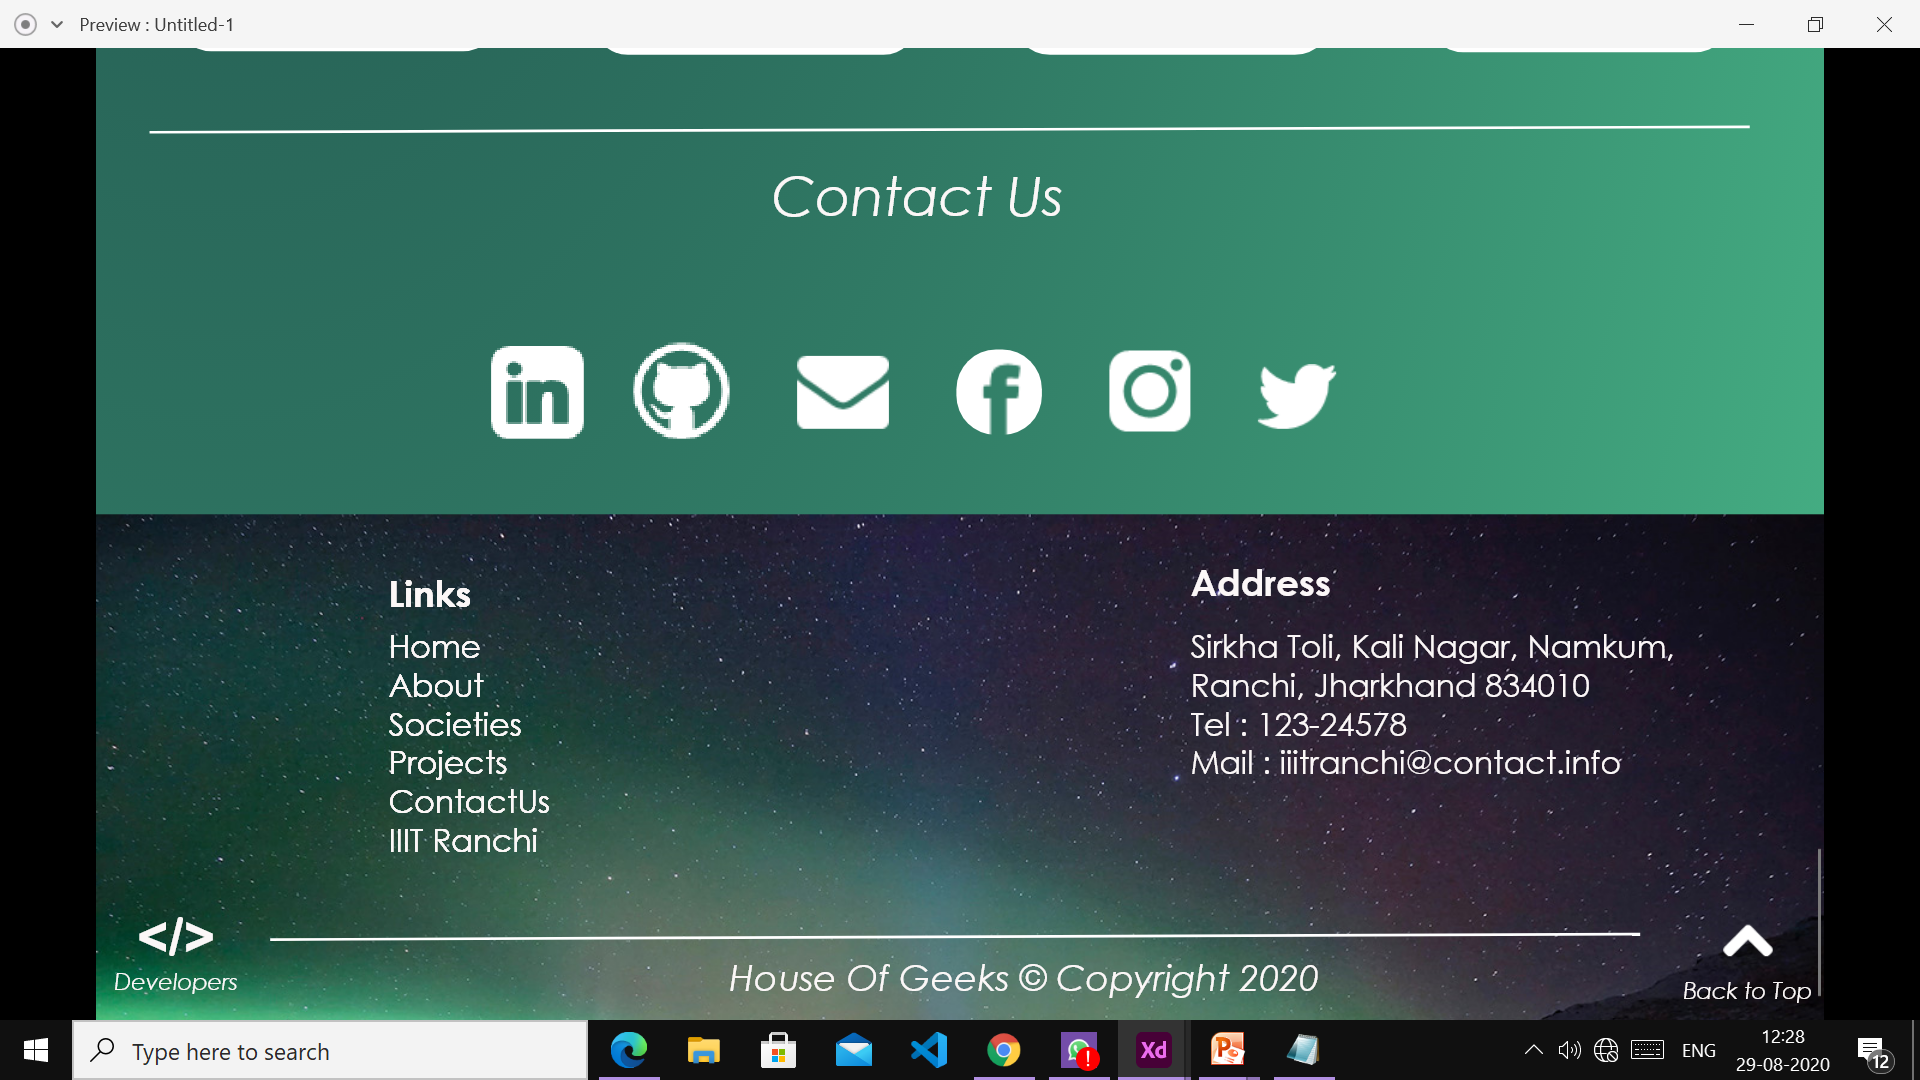 Preview : Untitled-1
Contact Us
in
f
Links
Home
About
Societies
Projects
ContactUs
IIIT Ranchi
Address
Sirkha Toli, Kali Nagar, Namkum,
Ranchi, Jharkhand 834010
Tel : 123-24578
Mail : iiitranchi@contact.info
</>
Developers
House Of Geeks © Copyright 2020
Back to Top
Type here to search
Xd
P
ENG
12:28
29-08-2020
12